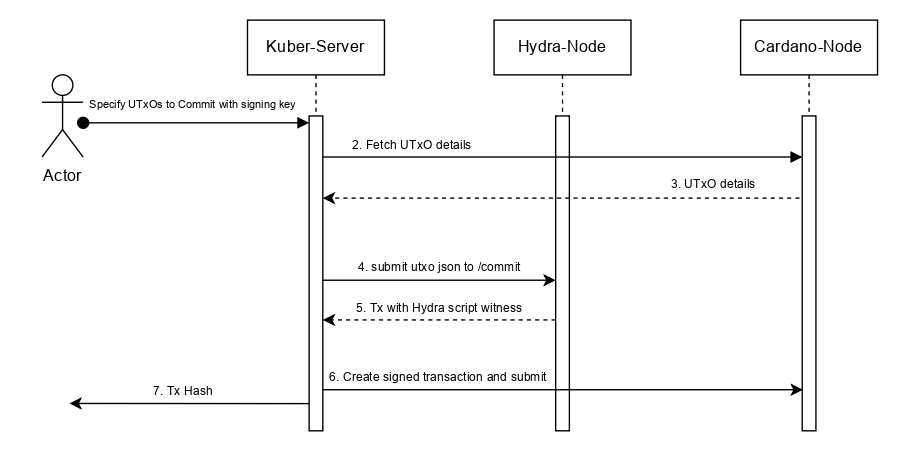 Kuber-Server
Hydra-Node
Cardano-Node
Specify UTxOs to Commit with signing key
Actor
2. Fetch UTxO details
3. UTxO details
4. submit utxo json to /commit
5. Tx with Hydra script witness
6. Create signed transaction and submit
7. Tx Hash